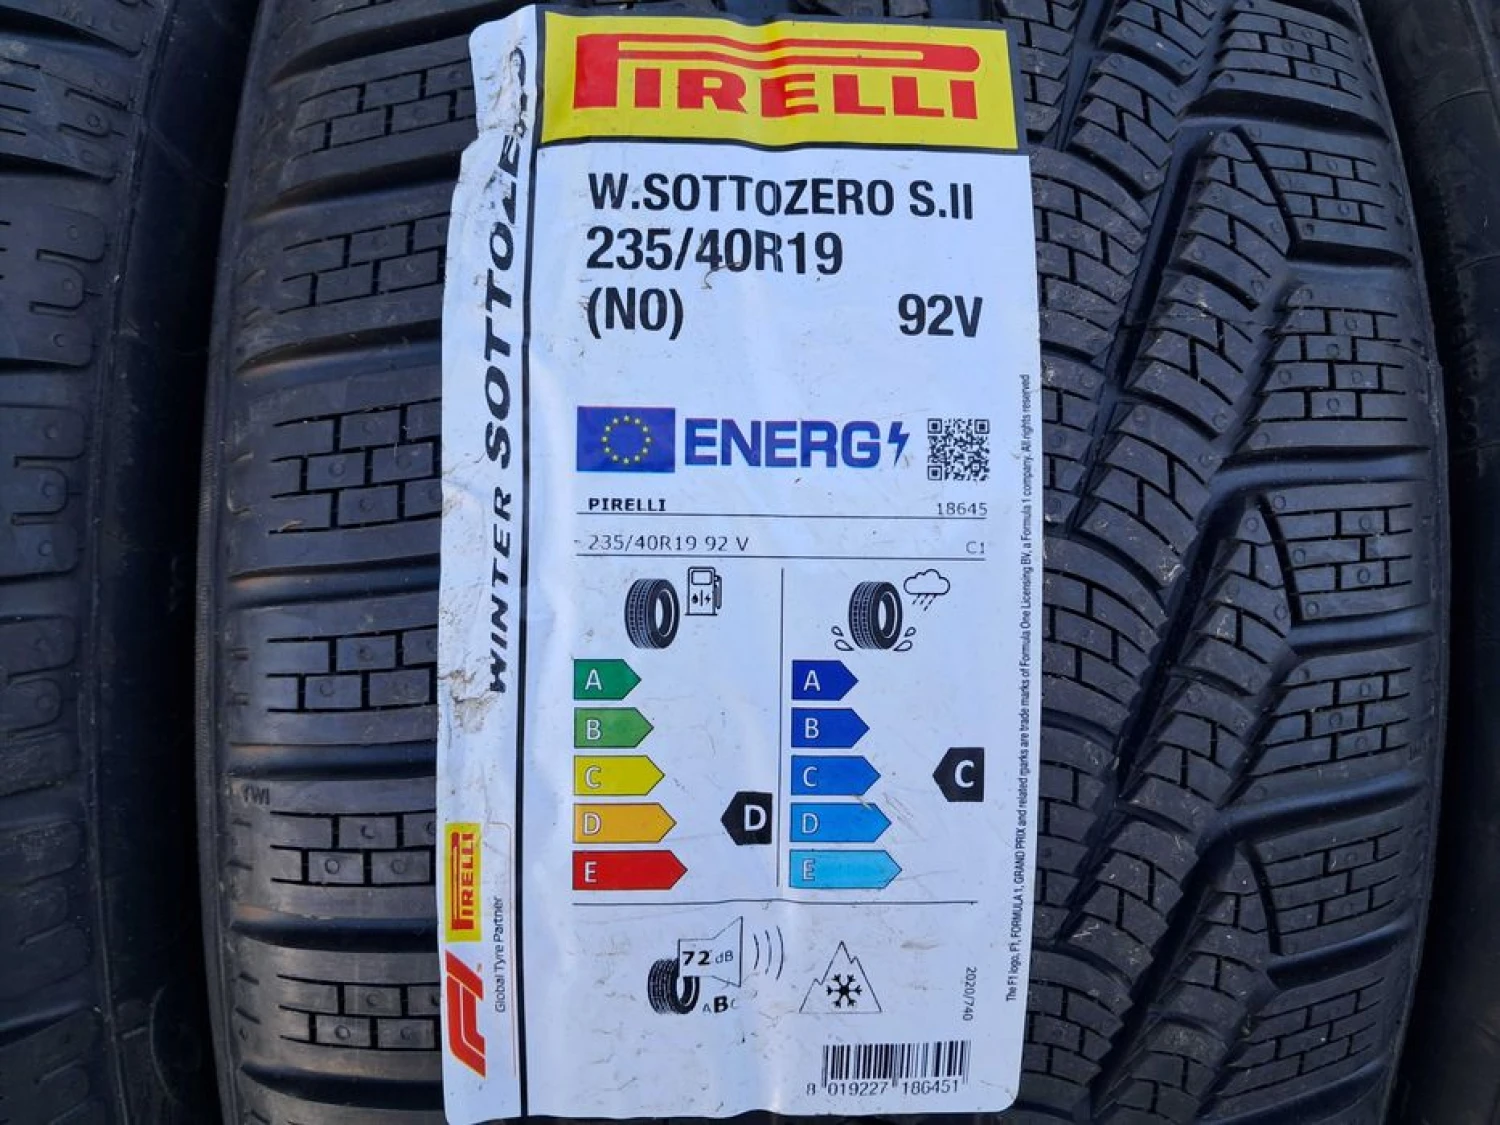 PIRELLI
W.SOTTOZERO S.II
235/40R19
(N0) 92V
ENERG
PIRELLI 18645
235/40R19 92 V C1
A
B
C
D
E
D
A
B
C
D
E
C
72 dB
ABC
2020/740
8 019227 186451
WINTER SOTTOZERO
PIRELLI
F1
Global Tyre Partner
The F1 logo, F1, FORMULA 1, GRAND PRIX and related marks are trade marks of Formula One Licensing BV, a Formula 1 company. All rights reserved
TWI